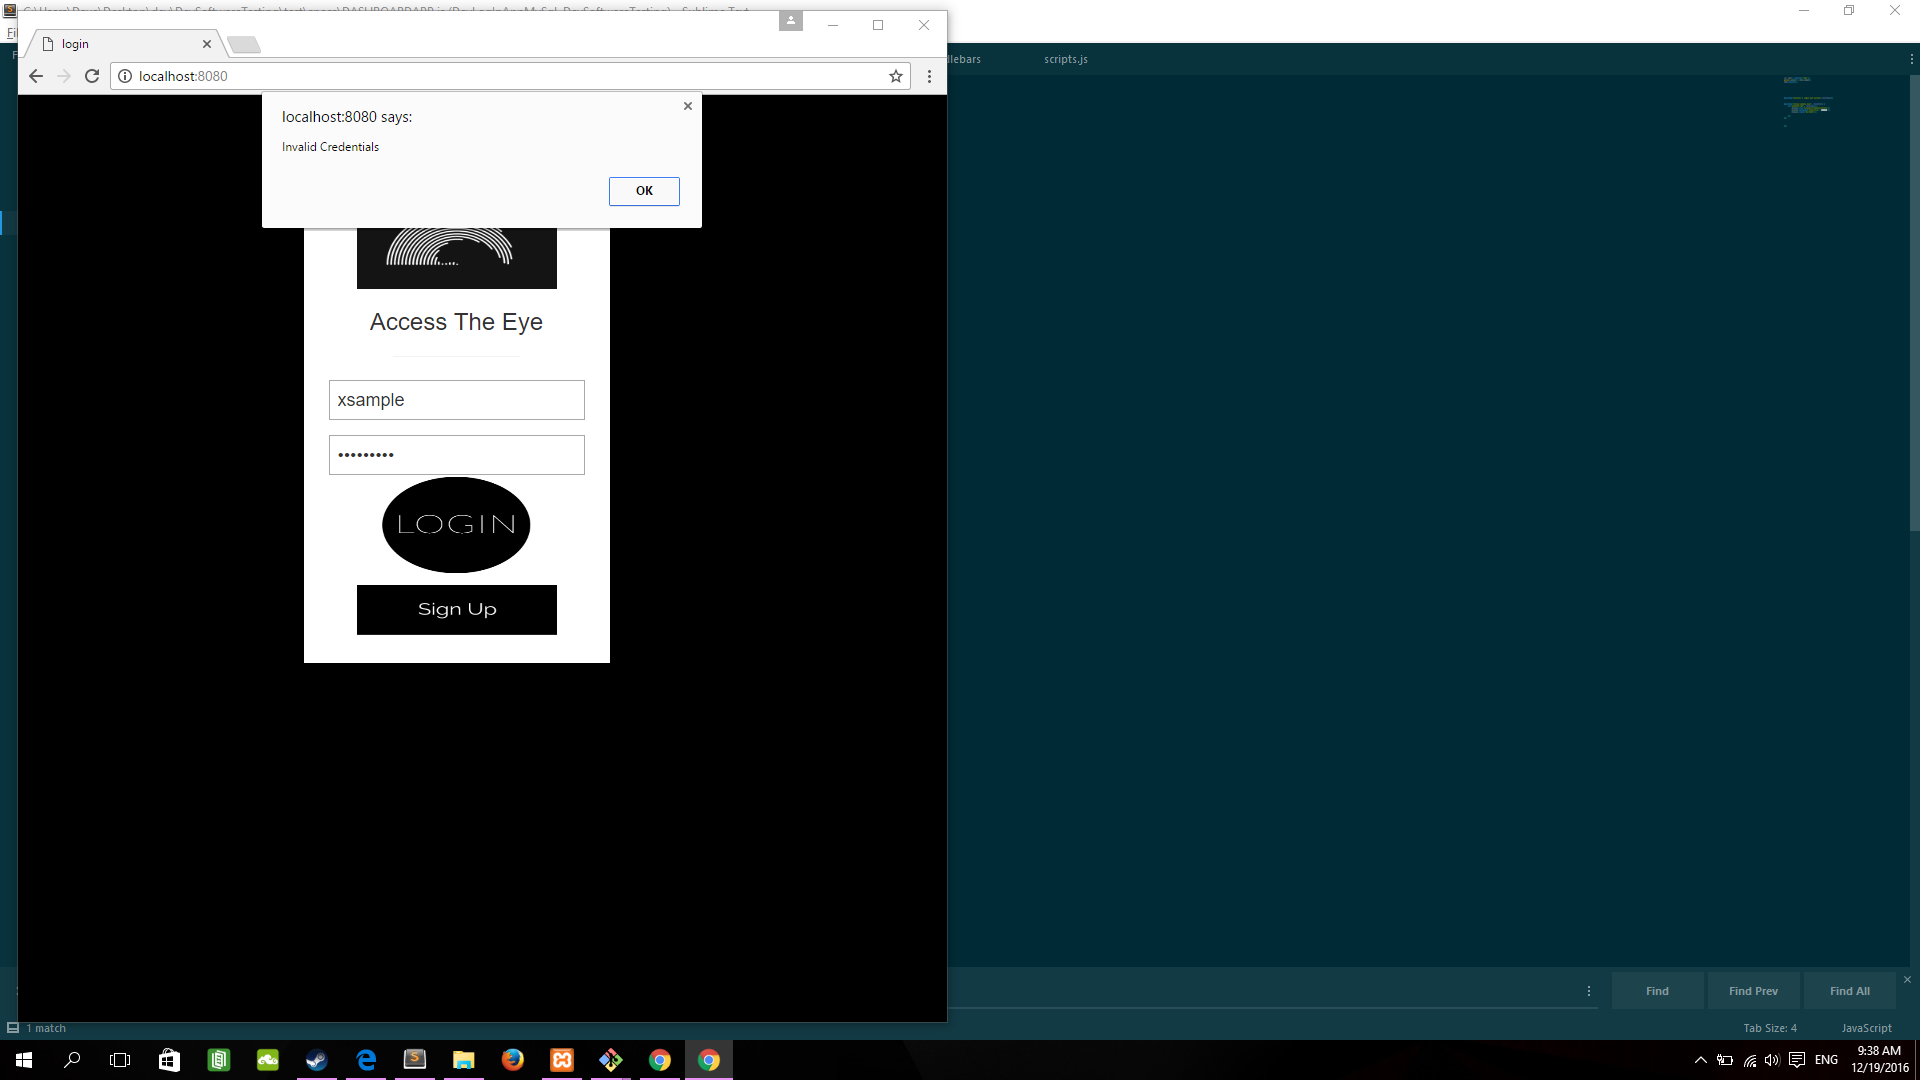 login
localhost:8080
localhost:8080 says:
Invalid Credentials
OK
Access The Eye
xsample
•••••••••
LOGIN
Sign Up
scripts.js
Find
Find Prev
Find All
1 match
Tab Size: 4
JavaScript
ENG
9:38 AM
12/19/2016